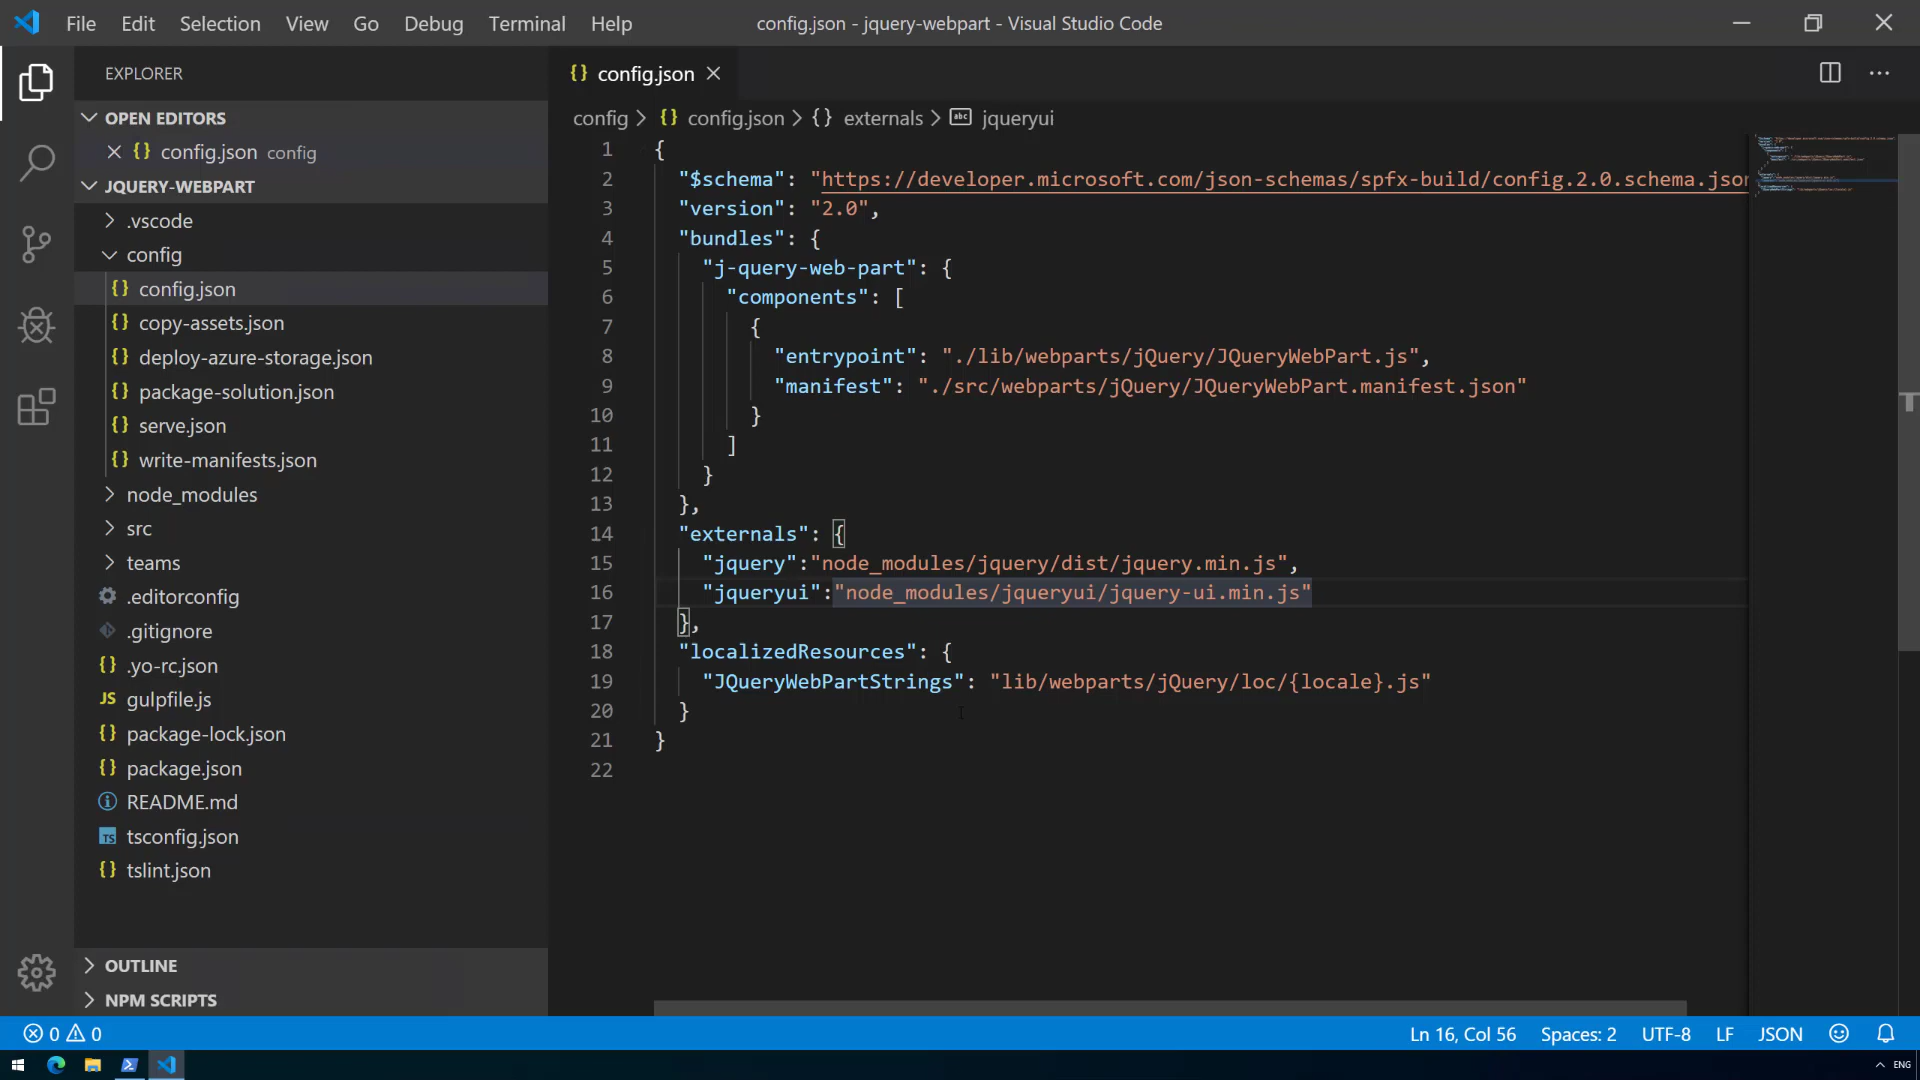 File Edit Selection View Go Debug Terminal Help
config.json - jquery-webpart - Visual Studio Code
EXPLORER
OPEN EDITORS
config.json config
JQUERY-WEBPART
.vscode
config
{} config.json
{} copy-assets.json
{} deploy-azure-storage.json
{} package-solution.json
{} serve.json
{} write-manifests.json
node_modules
src
teams
.editorconfig
.gitignore
{} .yo-rc.json
JS gulpfile.js
{} package-lock.json
{} package.json
README.md
TS tsconfig.json
{} tslint.json
OUTLINE
NPM SCRIPTS
{} config.json
config > {} config.json > {} externals > abc jqueryui
1 {
2 "$schema": "https://developer.microsoft.com/json-schemas/spfx-build/config.2.0.schema.json
3 "version": "2.0",
4 "bundles": {
5 "j-query-web-part": {
6 "components": [
7 {
8 "entrypoint": "./lib/webparts/jQuery/JQueryWebPart.js",
9 "manifest": "./src/webparts/jQuery/JQueryWebPart.manifest.json"
10 }
11 ]
12 }
13 },
14 "externals": {
15 "jquery":"node_modules/jquery/dist/jquery.min.js",
16 "jqueryui":"node_modules/jqueryui/jquery-ui.min.js"
17 },
18 "localizedResources": {
19 "JQueryWebPartStrings": "lib/webparts/jQuery/loc/{locale}.js"
20 }
21 }
22
0 0
Ln 16, Col 56 Spaces: 2 UTF-8 LF JSON
ENG